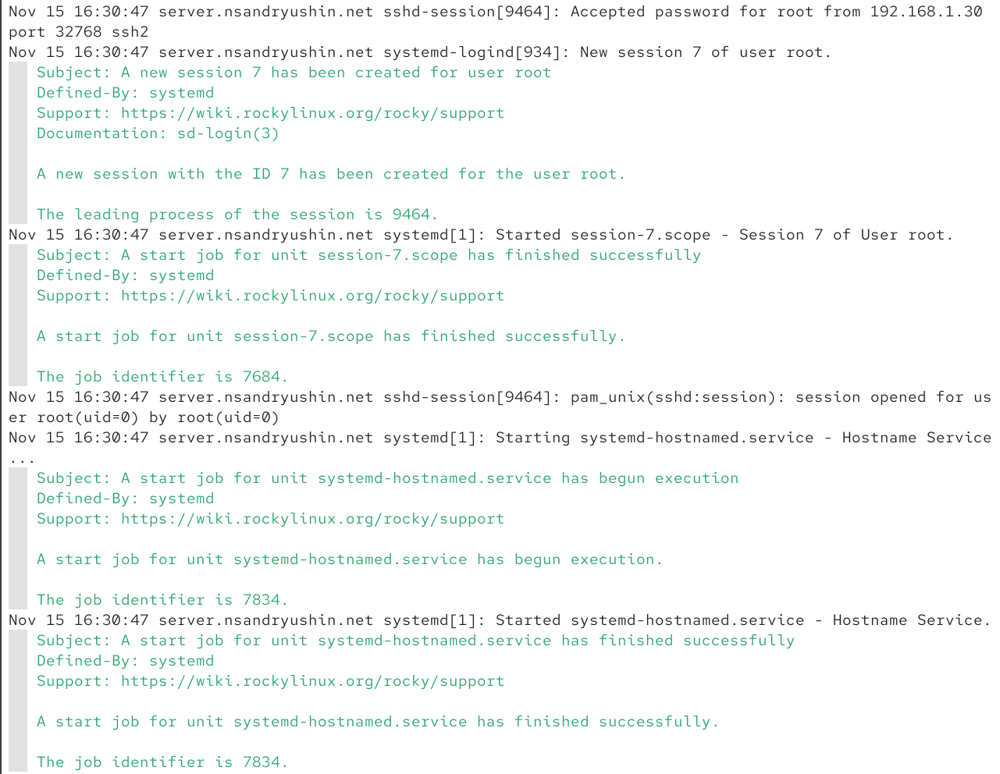 Nov 15 16:30:47 server.nsandryushin.net sshd-session[9464]: Accepted password for root from 192.168.1.30
port 32768 ssh2
Nov 15 16:30:47 server.nsandryushin.net systemd-logind[934]: New session 7 of user root.
Subject: A new session 7 has been created for user root
Defined-By: systemd
Support: https://wiki.rockylinux.org/rocky/support
Documentation: sd-login(3)
A new session with the ID 7 has been created for the user root.
The leading process of the session is 9464.
Nov 15 16:30:47 server.nsandryushin.net systemd[1]: Started session-7.scope - Session 7 of User root.
Subject: A start job for unit session-7.scope has finished successfully
Defined-By: systemd
Support: https://wiki.rockylinux.org/rocky/support
A start job for unit session-7.scope has finished successfully.
The job identifier is 7684.
Nov 15 16:30:47 server.nsandryushin.net sshd-session[9464]: pam_unix(sshd:session): session opened for us
er root(uid=0) by root(uid=0)
Nov 15 16:30:47 server.nsandryushin.net systemd[1]: Starting systemd-hostnamed.service - Hostname Service
...
Subject: A start job for unit systemd-hostnamed.service has begun execution
Defined-By: systemd
Support: https://wiki.rockylinux.org/rocky/support
A start job for unit systemd-hostnamed.service has begun execution.
The job identifier is 7834.
Nov 15 16:30:47 server.nsandryushin.net systemd[1]: Started systemd-hostnamed.service - Hostname Service.
Subject: A start job for unit systemd-hostnamed.service has finished successfully
Defined-By: systemd
Support: https://wiki.rockylinux.org/rocky/support
A start job for unit systemd-hostnamed.service has finished successfully.
The job identifier is 7834.